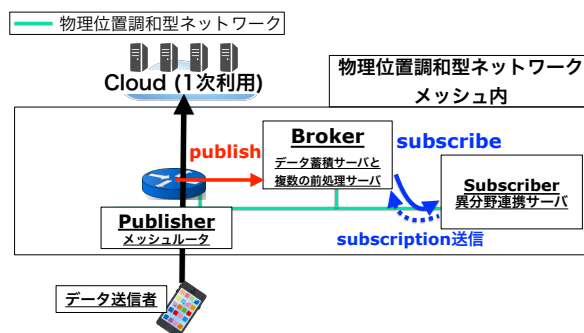 物理位置調和型ネットワーク
Cloud (1次利用)
物理位置調和型ネットワーク
メッシュ内
publish
Broker
データ蓄積サーバと
複数の前処理サーバ
subscribe
Subscriber
異分野連携サーバ
Publisher
メッシュルータ
subscription送信
データ送信者